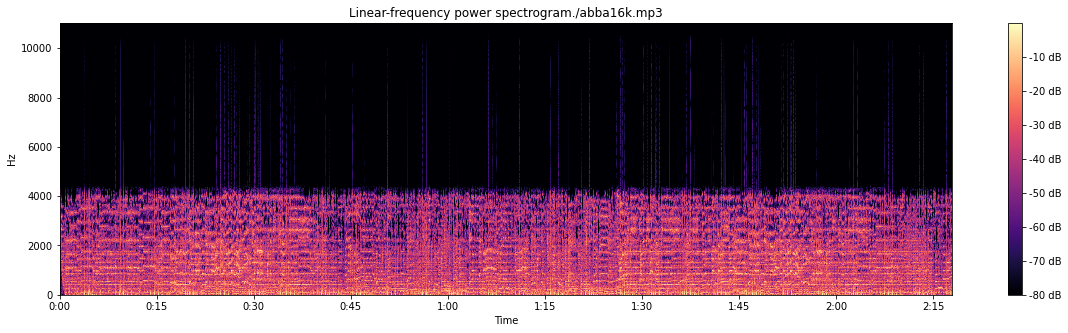 Linear-frequency power spectrogram./abba16k.mp3
10000
8000
6000
4000
2000
0
Hz
0:00 0:15 0:30 0:45 1:00 1:15 1:30 1:45 2:00 2:15
Time
-10 dB
-20 dB
-30 dB
-40 dB
-50 dB
-60 dB
-70 dB
-80 dB